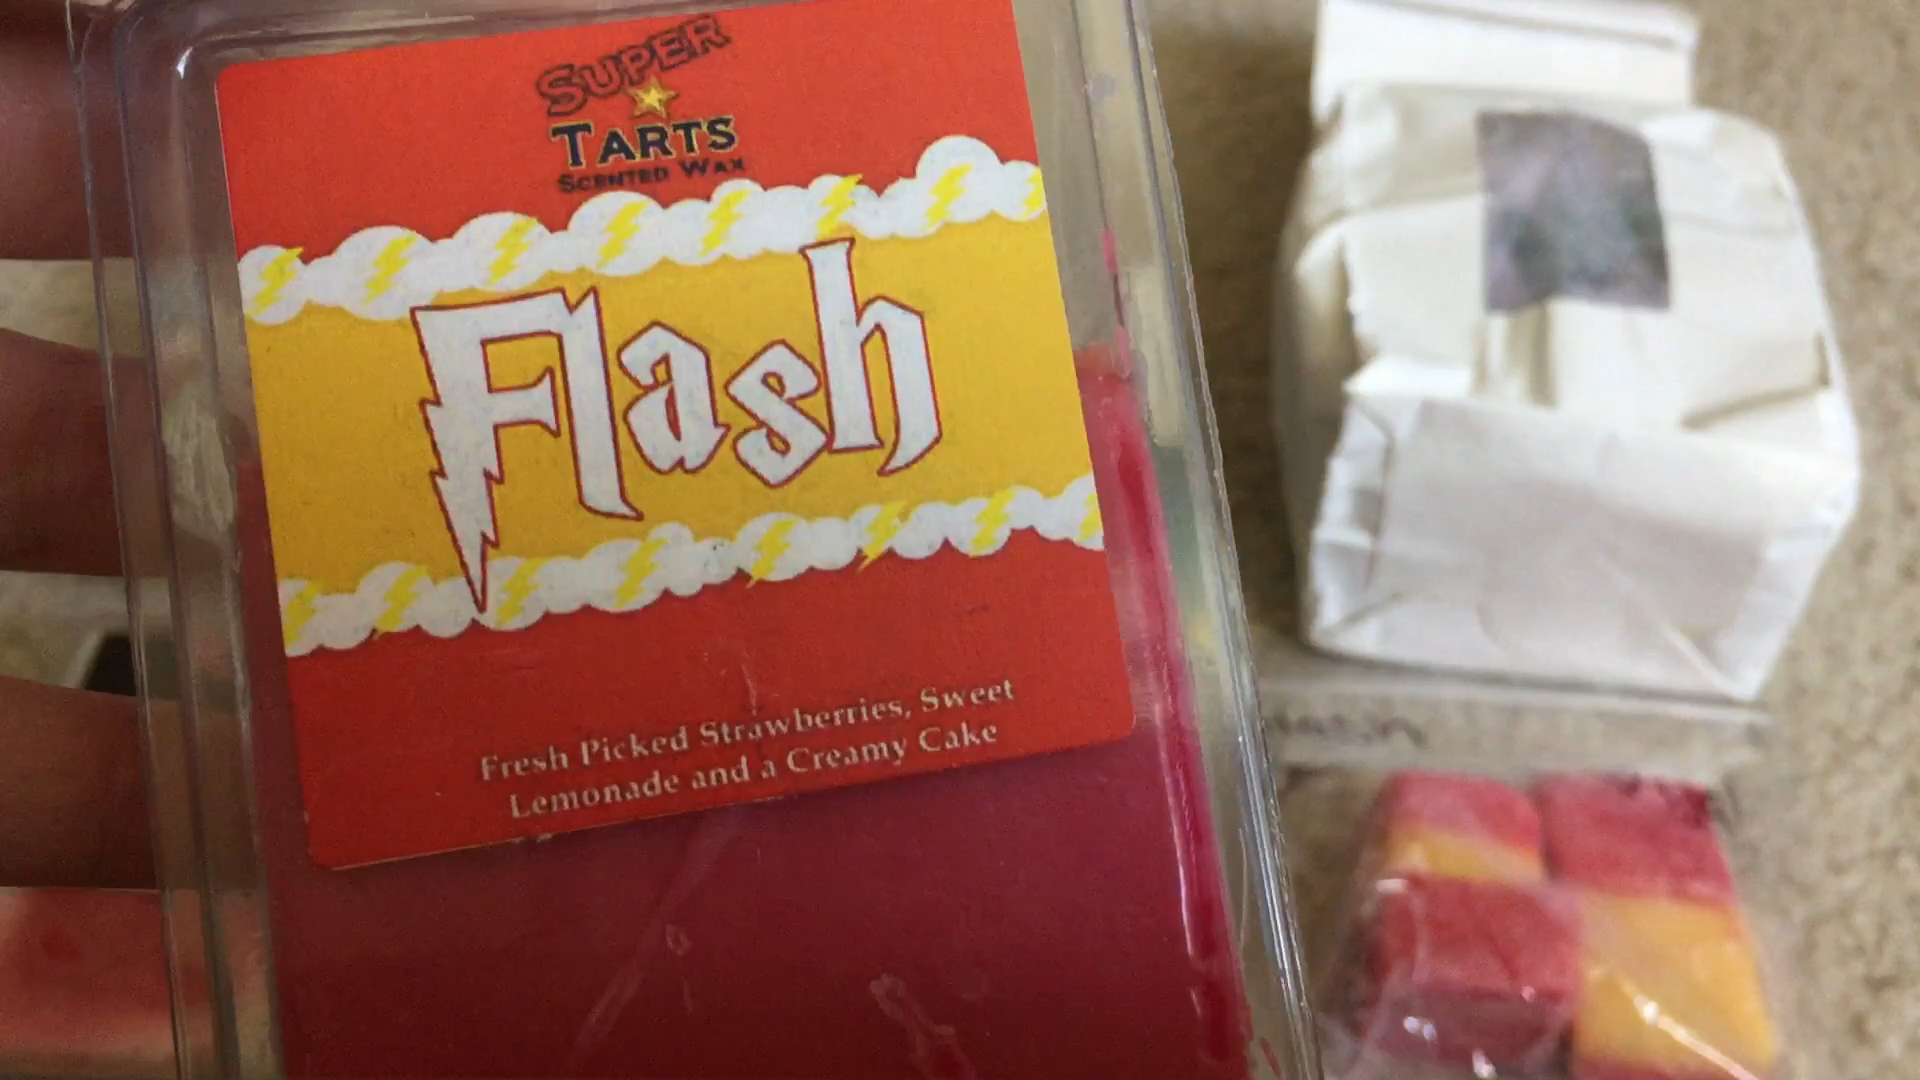 SUPER
TARTS
SCENTED WAX
Flash
Fresh Picked Strawberries, Sweet
Lemonade and a Creamy Cake